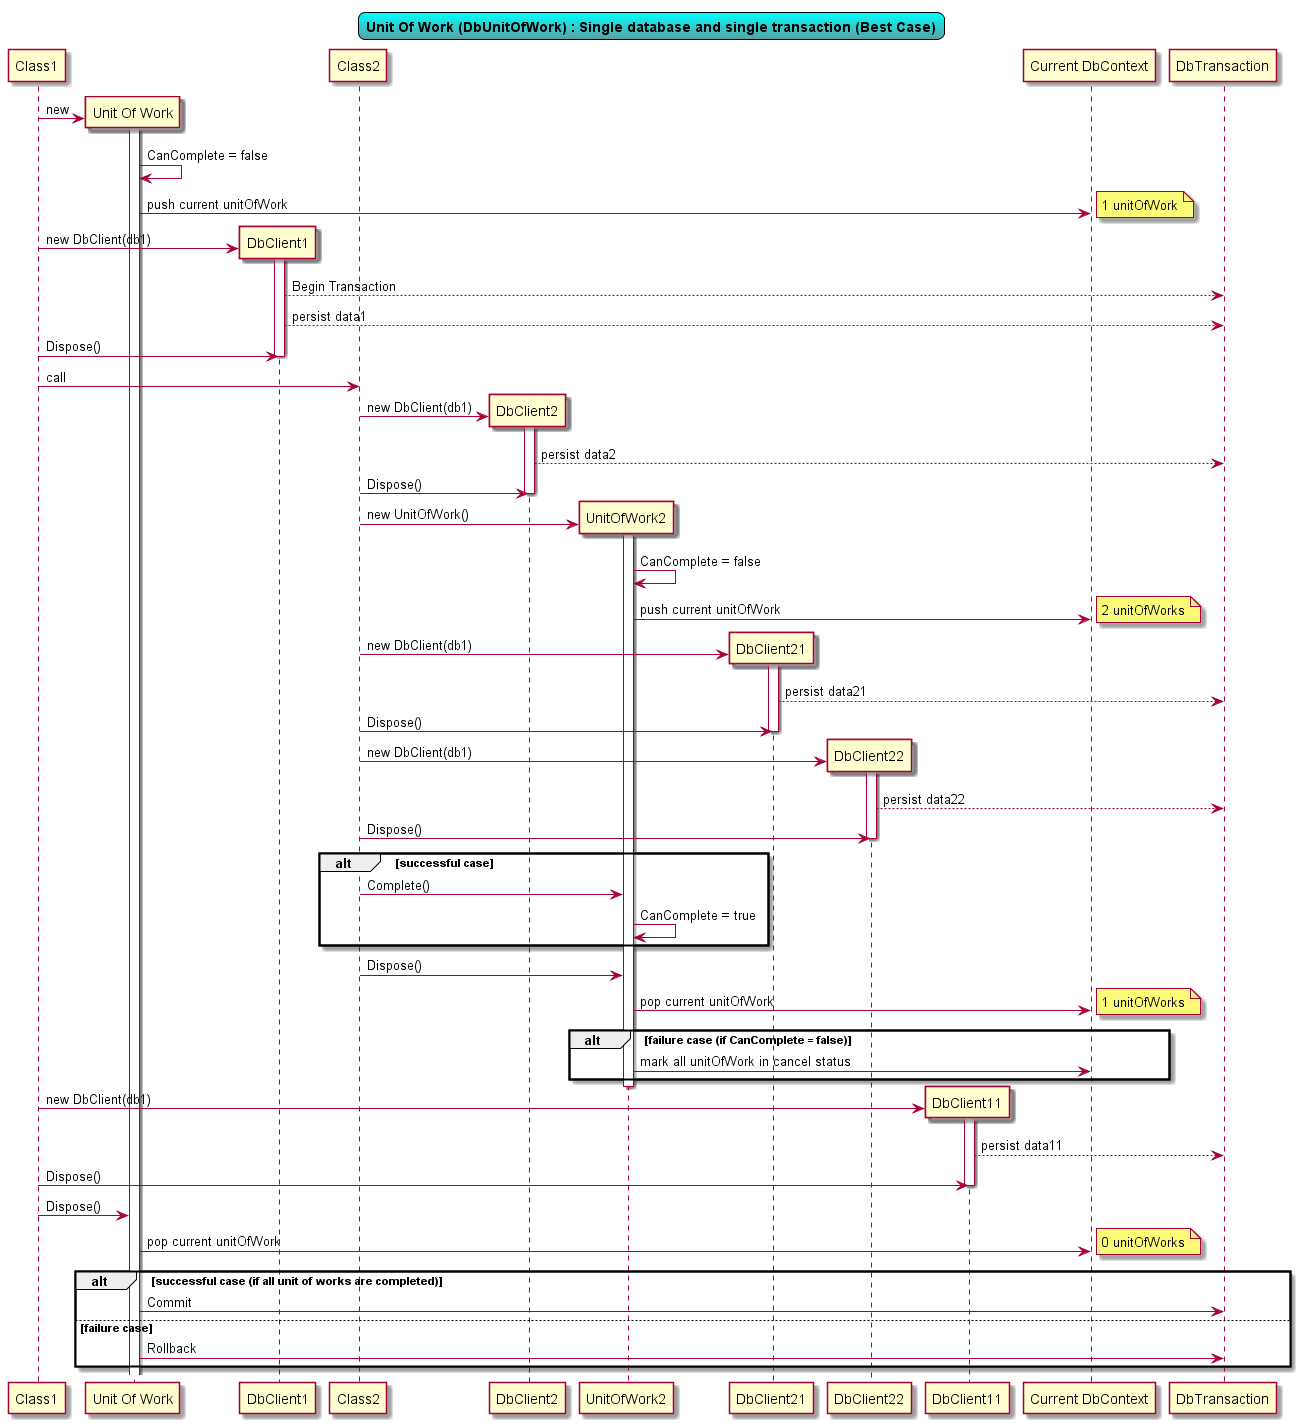 Unit Of Work (DbUnitOfWork) : Single database and single transaction (Best Case)
Class1
Class2
Current DbContext
DbTransaction
new
Unit Of Work
CanComplete = false
push current unitOfWork
1 unitOfWork
new DbClient(db1)
DbClient1
Begin Transaction
persist data1
Dispose()
call
new DbClient(db1)
DbClient2
persist data2
Dispose()
new UnitOfWork()
UnitOfWork2
CanComplete = false
push current unitOfWork
2 unitOfWorks
new DbClient(db1)
DbClient21
persist data21
Dispose()
new DbClient(db1)
DbClient22
persist data22
Dispose()
alt
[successful case]
Complete()
CanComplete = true
Dispose()
pop current unitOfWork
1 unitOfWorks
alt
[failure case (if CanComplete = false)]
mark all unitOfWork in cancel status
new DbClient(db1)
DbClient11
persist data11
Dispose()
Dispose()
pop current unitOfWork
0 unitOfWorks
alt
[successful case (if all unit of works are completed)]
Commit
[failure case]
Rollback
Class1
Unit Of Work
DbClient1
Class2
DbClient2
UnitOfWork2
DbClient21
DbClient22
DbClient11
Current DbContext
DbTransaction